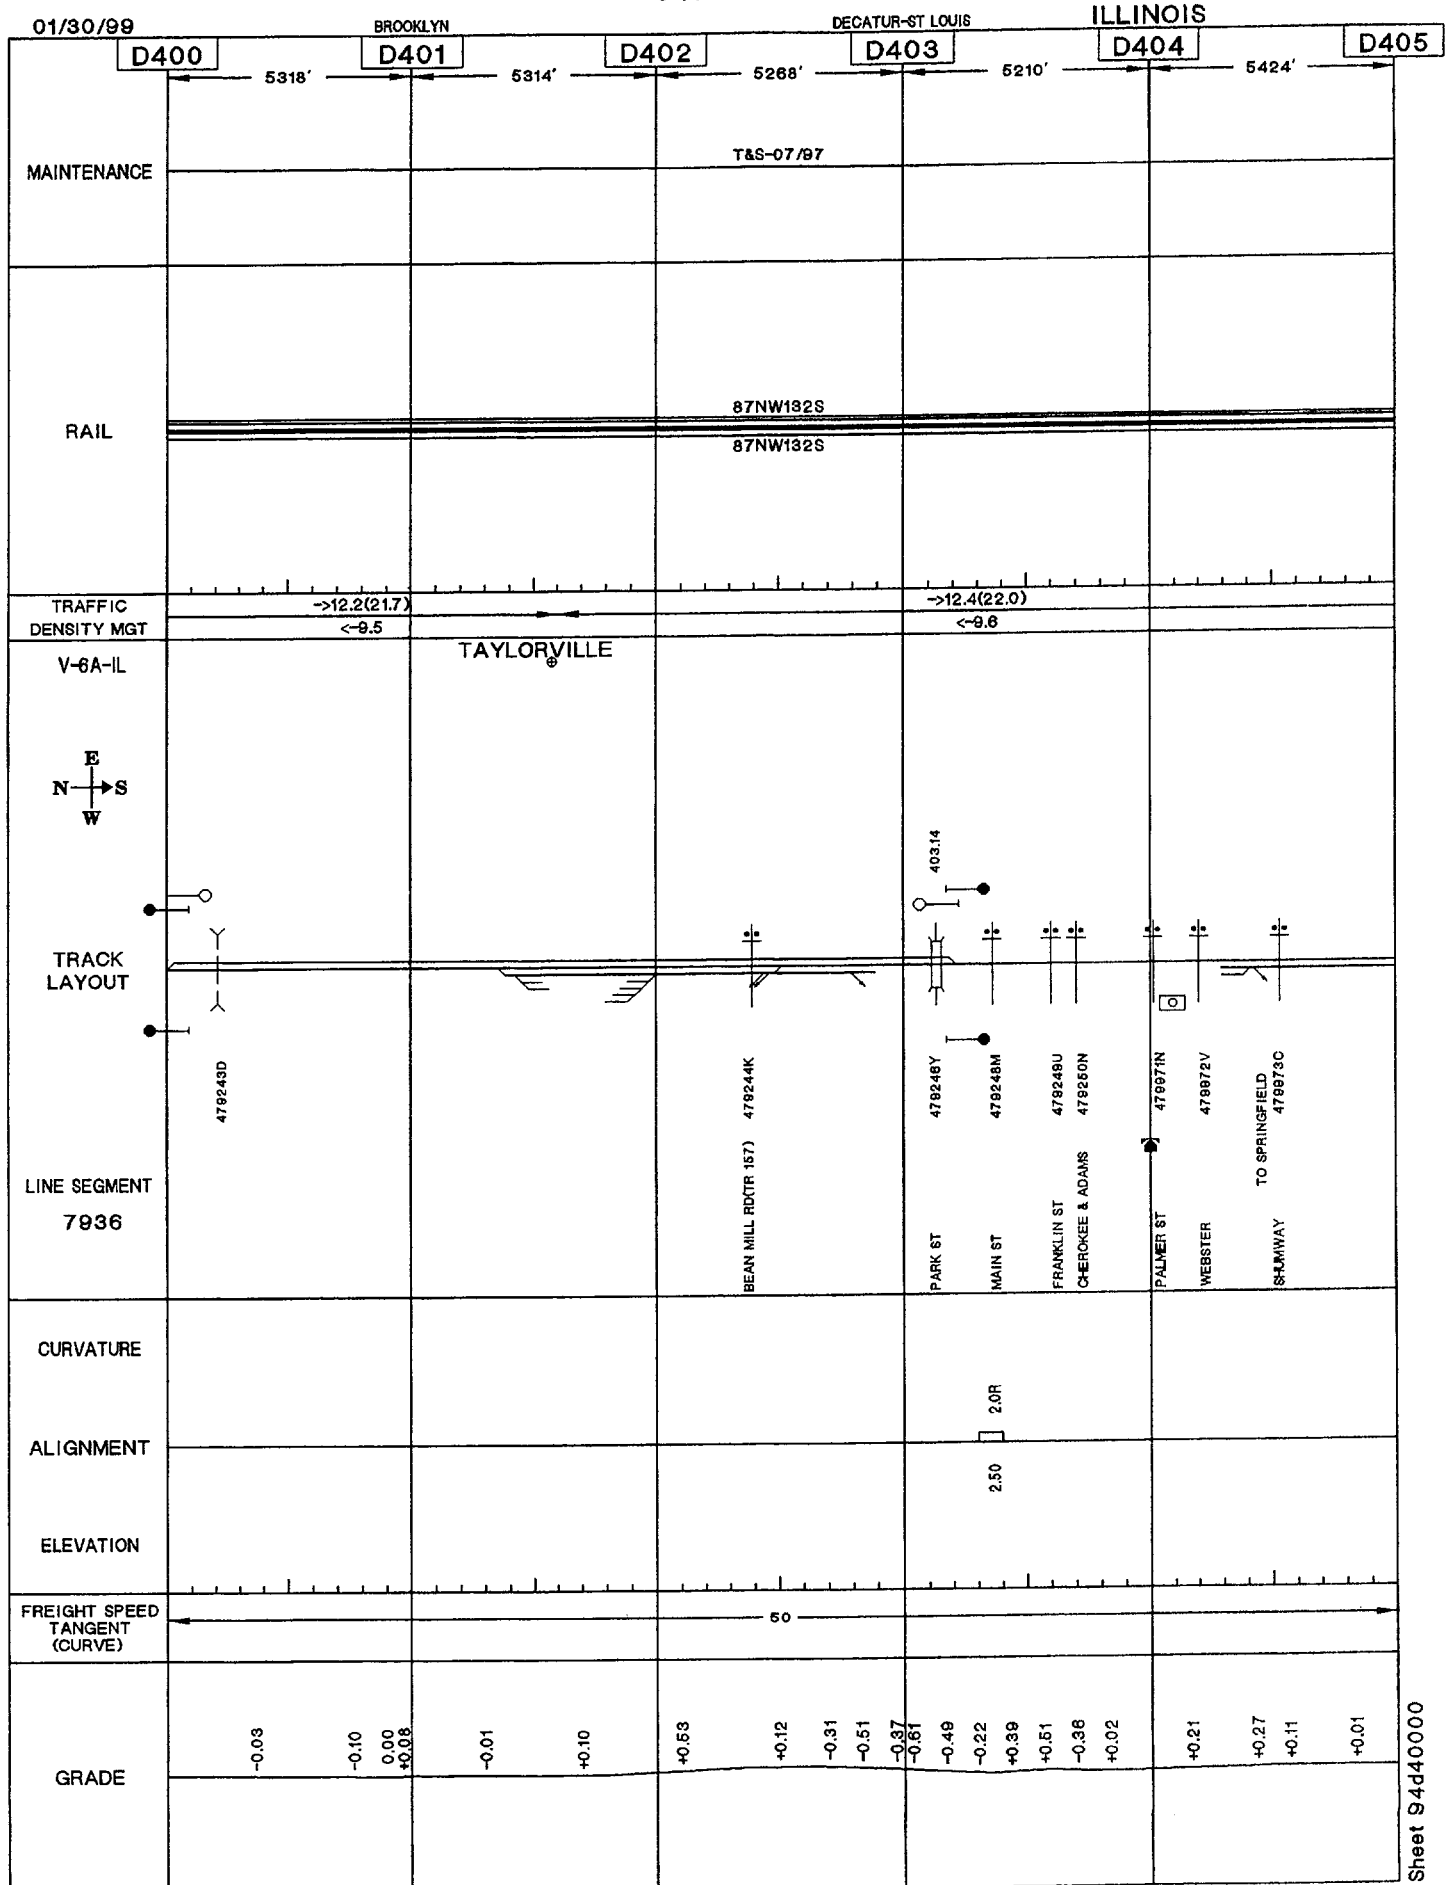 01/30/99
BROOKLYN
DECATUR-ST LOUIS
ILLINOIS
D400
D401
D402
D403
D404
D405
5318'
5314'
5268'
5210'
5424'
MAINTENANCE
T&S-07/97
RAIL
87NW132S
87NW132S
TRAFFIC
DENSITY MGT
->12.2(21.7)
<-9.5
->12.4(22.0)
<-9.6
V-6A-IL
TAYLORVILLE
E
N S
W
403.14
TRACK
LAYOUT
479243D
479244K
479246Y
479248M
479249U
479250N
479971N
479972V
479973C
TO SPRINGFIELD
LINE SEGMENT
7936
BEAN MILL RD(TR 157)
PARK ST
MAIN ST
FRANKLIN ST
CHEROKEE & ADAMS
PALMER ST
WEBSTER
SHUMWAY
CURVATURE
2.0R
ALIGNMENT
2.50
ELEVATION
FREIGHT SPEED
TANGENT
(CURVE)
50
GRADE
-0.03
-0.10
0.00
+0.08
-0.01
+0.10
+0.53
+0.12
-0.31
-0.51
-0.37
-0.61
-0.49
-0.22
+0.39
+0.51
-0.36
+0.02
+0.21
+0.27
+0.11
+0.01
Sheet 94d40000